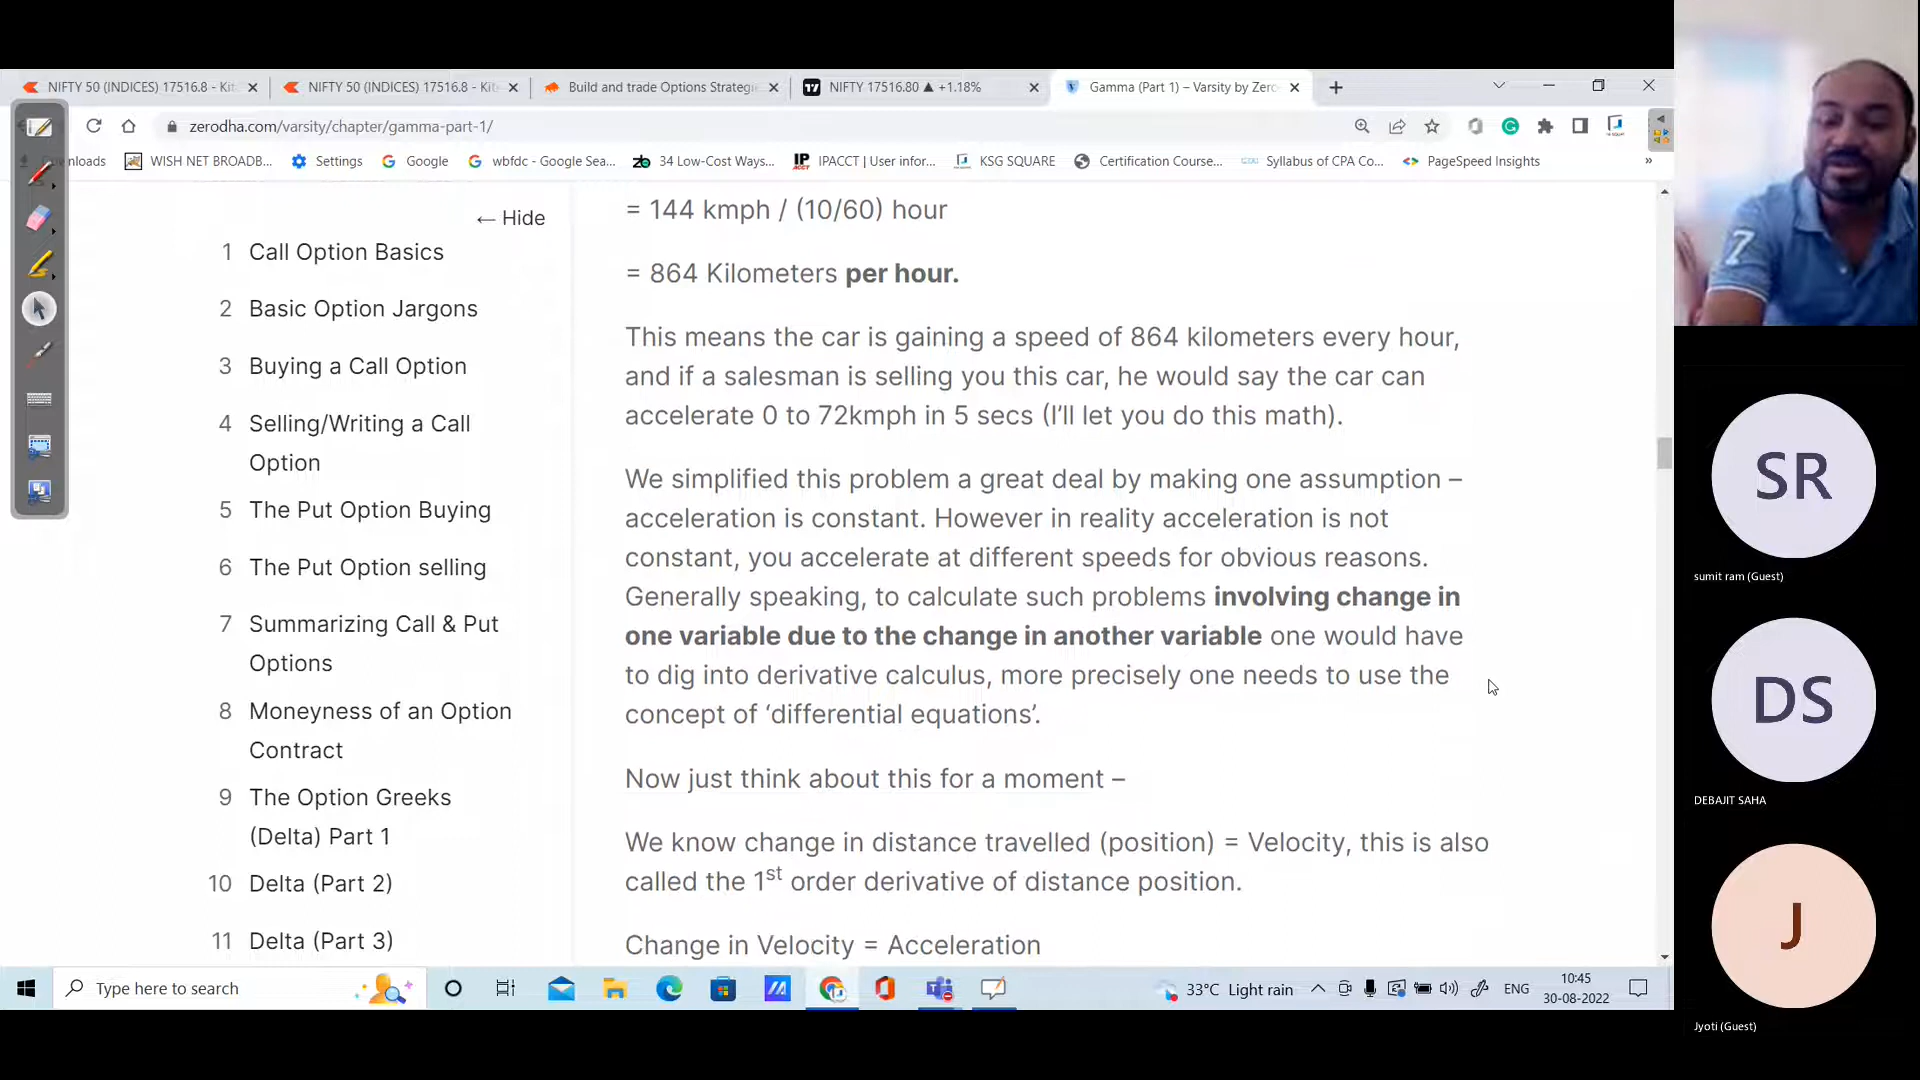 NIFTY 50 (INDICES) 17516.8 - Kit
NIFTY 50 (INDICES) 17516.8 - Kite
Build and trade Options Strategi
NIFTY 17516.80 ▲ +1.18%
Gamma (Part 1) – Varsity by Zero
zerodha.com/varsity/chapter/gamma-part-1/
WISH NET BROADB...
Settings
Google
wbfdc - Google Sea...
34 Low-Cost Ways...
IPACCT | User infor...
KSG SQUARE
Certification Course...
Syllabus of CPA Co...
PageSpeed Insights
»
← Hide
1 Call Option Basics
2 Basic Option Jargons
3 Buying a Call Option
4 Selling/Writing a Call
Option
5 The Put Option Buying
6 The Put Option selling
7 Summarizing Call & Put
Options
8 Moneyness of an Option
Contract
9 The Option Greeks
(Delta) Part 1
10 Delta (Part 2)
11 Delta (Part 3)
= 144 kmph / (10/60) hour
= 864 Kilometers per hour.
This means the car is gaining a speed of 864 kilometers every hour,
and if a salesman is selling you this car, he would say the car can
accelerate 0 to 72kmph in 5 secs (I’ll let you do this math).
We simplified this problem a great deal by making one assumption –
acceleration is constant. However in reality acceleration is not
constant, you accelerate at different speeds for obvious reasons.
Generally speaking, to calculate such problems involving change in
one variable due to the change in another variable one would have
to dig into derivative calculus, more precisely one needs to use the
concept of ‘differential equations’.
Now just think about this for a moment –
We know change in distance travelled (position) = Velocity, this is also
called the 1st order derivative of distance position.
Change in Velocity = Acceleration
7
SR
sumit ram (Guest)
DS
DEBAJIT SAHA
J
Jyoti (Guest)
Type here to search
33°C Light rain
ENG
10:45
30-08-2022